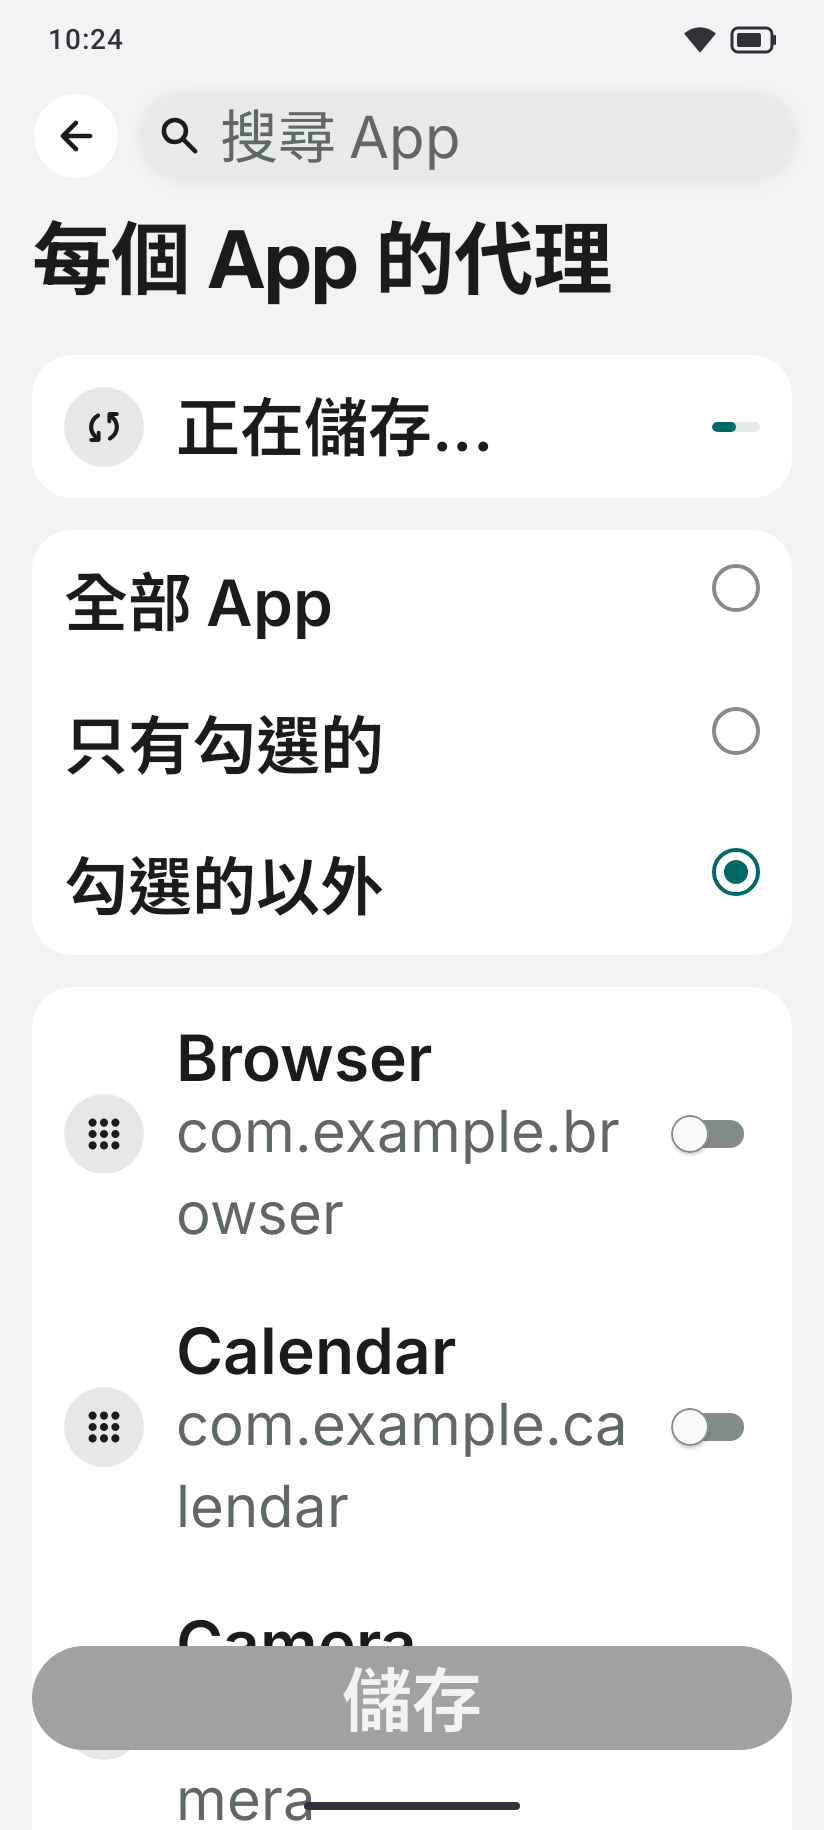 10:24
搜尋 App
每個 App 的代理
正在儲存...
全部 App
只有勾選的
勾選的以外
Browser
com.example.br
owser
Calendar
com.example.ca
lendar
Camera
儲存
mera